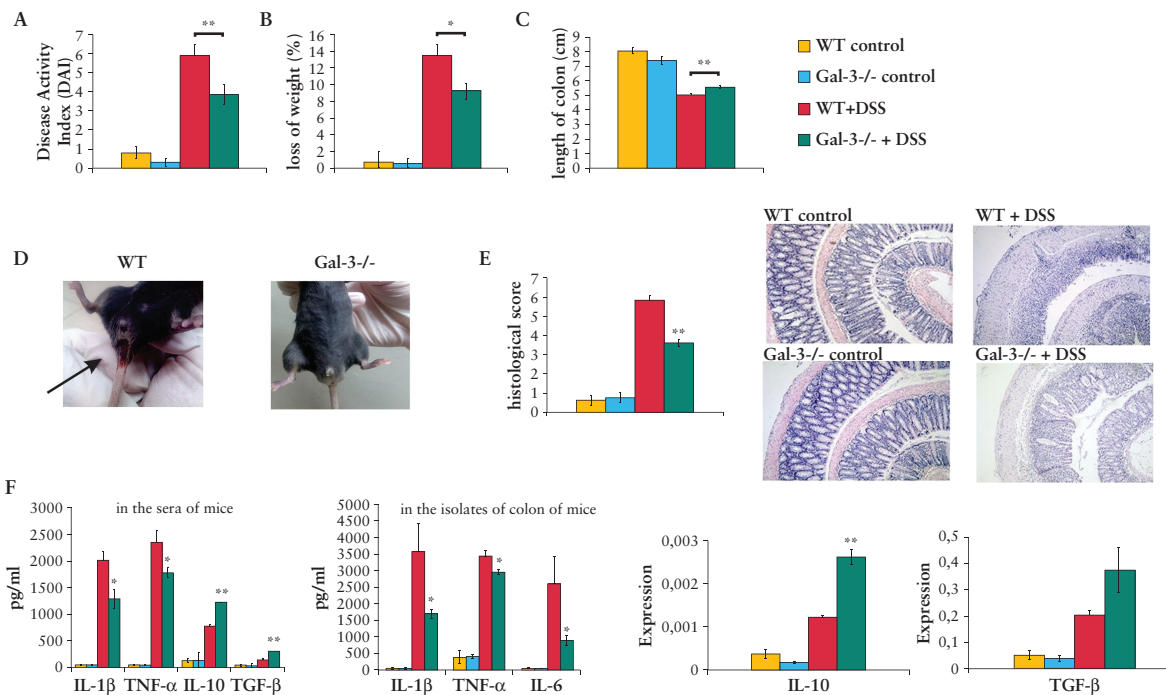 A
Disease Activity
Index (DAI)
7
6
5
4
3
2
1
0
**
B
loss of weight (%)
16
14
12
10
8
6
4
2
0
*
C
length of colon (cm)
9
8
7
6
5
4
3
2
1
0
**
WT control
Gal-3-/- control
WT+DSS
Gal-3-/- + DSS
D
WT
Gal-3-/-
E
histological score
7
6
5
4
3
2
1
0
**
WT control
WT + DSS
Gal-3-/- control
Gal-3-/- + DSS
F
in the sera of mice
pg/ml
3000
2500
2000
1500
1000
500
0
*
*
**
**
IL-1β TNF-α IL-10 TGF-β
in the isolates of colon of mice
pg/ml
5000
4500
4000
3500
3000
2500
2000
1500
1000
500
0
*
*
*
IL-1β TNF-α IL-6
Expression
0,003
0,002
0,001
0
**
IL-10
Expression
0,5
0,4
0,3
0,2
0,1
0
TGF-β